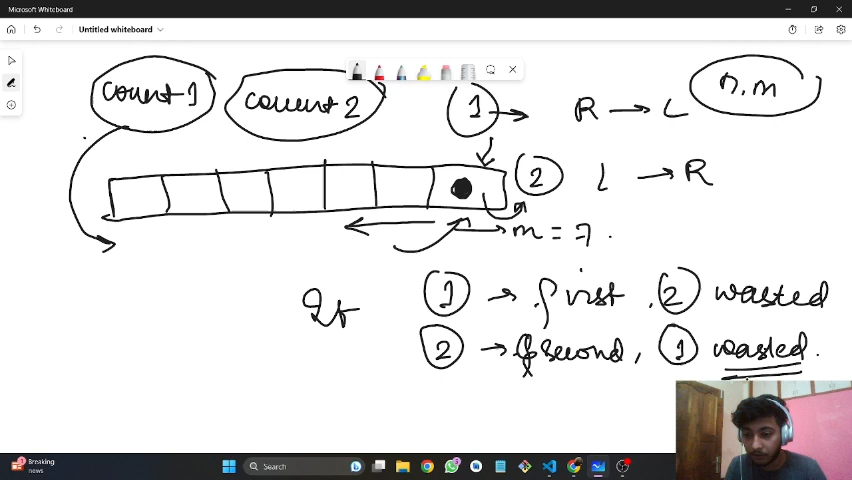 Microsoft Whiteboard
Untitled whiteboard
count 1
count 2
1 → R → L
n.m
2 L → R
m = 7.
If 1 → first, 2 wasted
2 → second, 1 wasted.
Breaking
news
Search